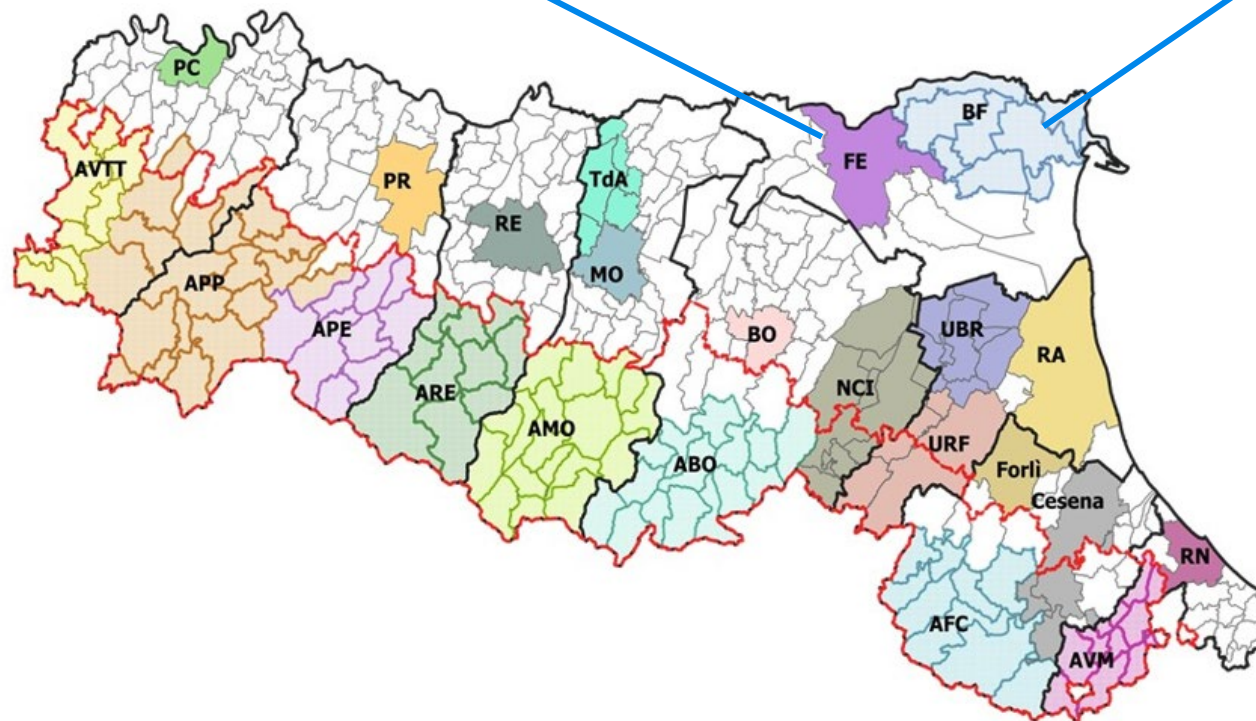 PC
BF
AVTT
FE
PR
TdA
RE
MO
APP
APE
BO
UBR
RA
ARE
NCI
AMO
URF
ABO
Forlì
Cesena
RN
AFC
AVM